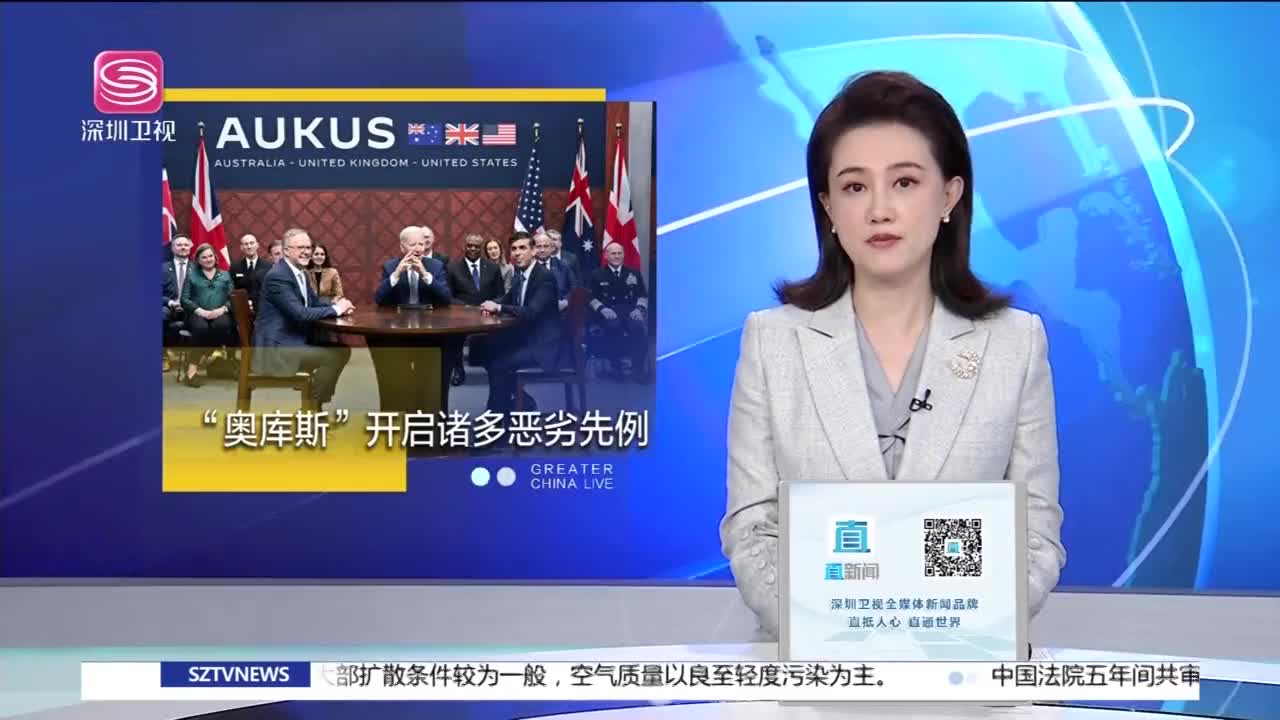 深圳卫视
AUKUS
AUSTRALIA - UNITED KINGDOM - UNITED STATES
“奥库斯”开启诸多恶劣先例
GREATER
CHINA LIVE
直
直新闻
深圳卫视全媒体新闻品牌
直抵人心 直通世界
SZTVNEWS
部扩散条件较为一般，空气质量以良至轻度污染为主。
中国法院五年间共审